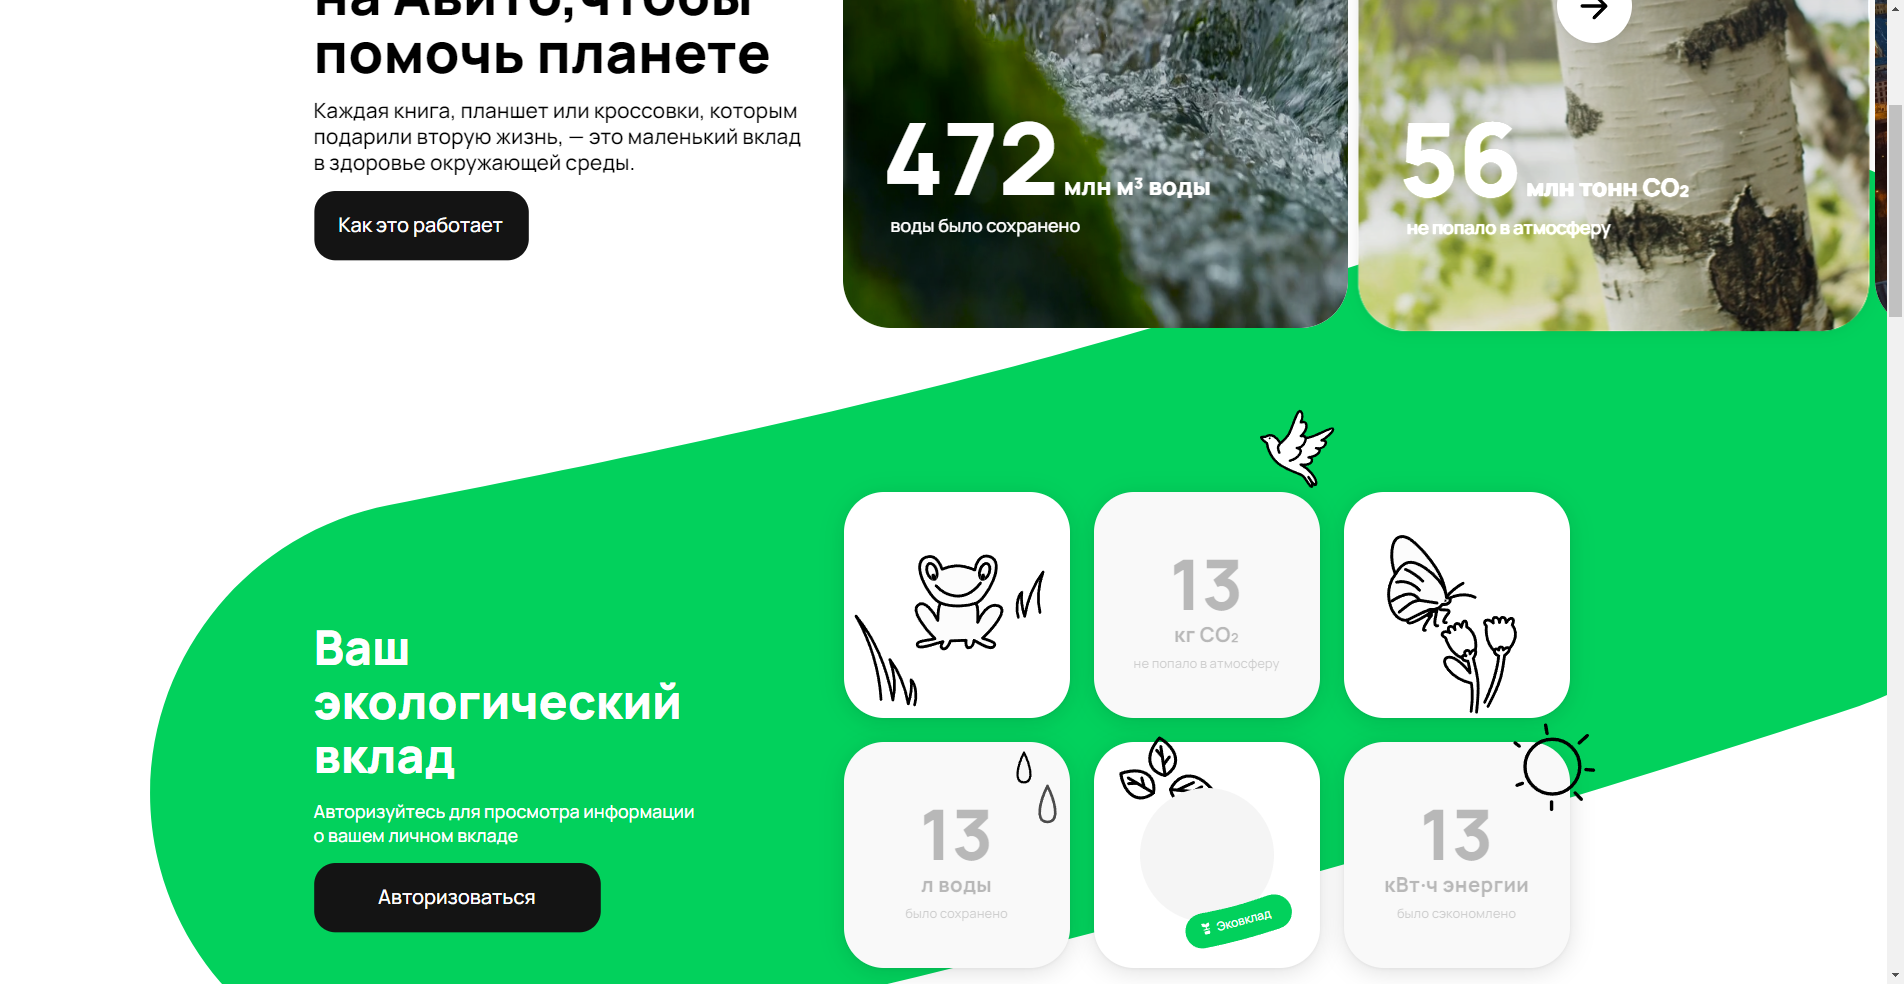 на Авито, чтобы
помочь планете
Каждая книга, планшет или кроссовки, которым
подарили вторую жизнь, — это маленький вклад
в здоровье окружающей среды.
Как это работает
472 млн м³ воды
воды было сохранено
56 млн тонн CO₂
не попало в атмосферу
Ваш
экологический
вклад
Авторизуйтесь для просмотра информации
о вашем личном вкладе
Авторизоваться
13
кг CO₂
не попало в атмосферу
13
л воды
было сохранено
Эковклад
13
кВт·ч энергии
было сэкономлено